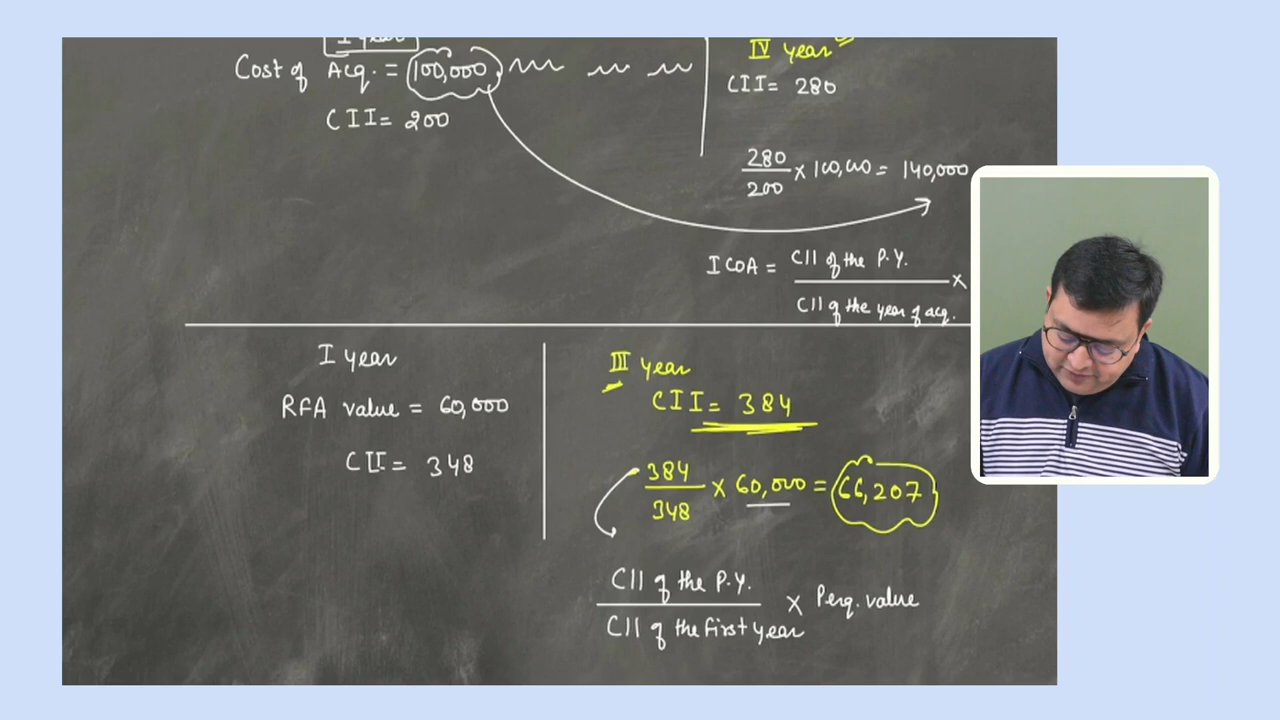 I year
Cost of Acq. = 100,000
CII = 200
IV year
CII = 280
280/200 × 100,000 = 140,000
ICOA = CII of the P.Y. / CII of the year of acq. ×
I year
RFA value = 60,000
CII = 348
III year
CII = 384
384/348 × 60,000 = 66,207
CII of the P.Y. / CII of the first year × Perq. value